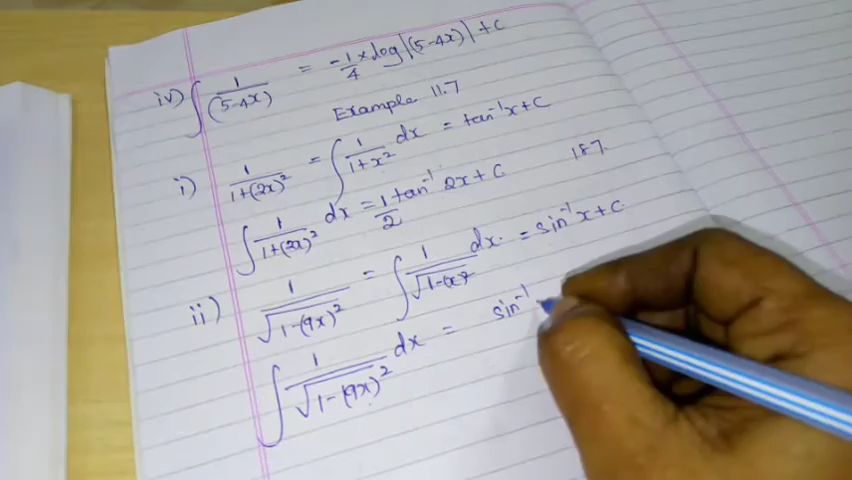 iv) ∫ 1/(5-4x) = -1/4 × log|(5-4x)| + C
Example 11.7
i) 1/1+(2x)² = ∫ 1/1+x² dx = tan⁻¹x + C
187.
∫ 1/1+(2x)² dx = 1/2 tan⁻¹ 2x + C
ii) 1/√1-(9x)² = ∫ 1/√1-(x)² dx. = sin⁻¹x + C
∫ 1/√1-(9x)² dx = sin⁻¹